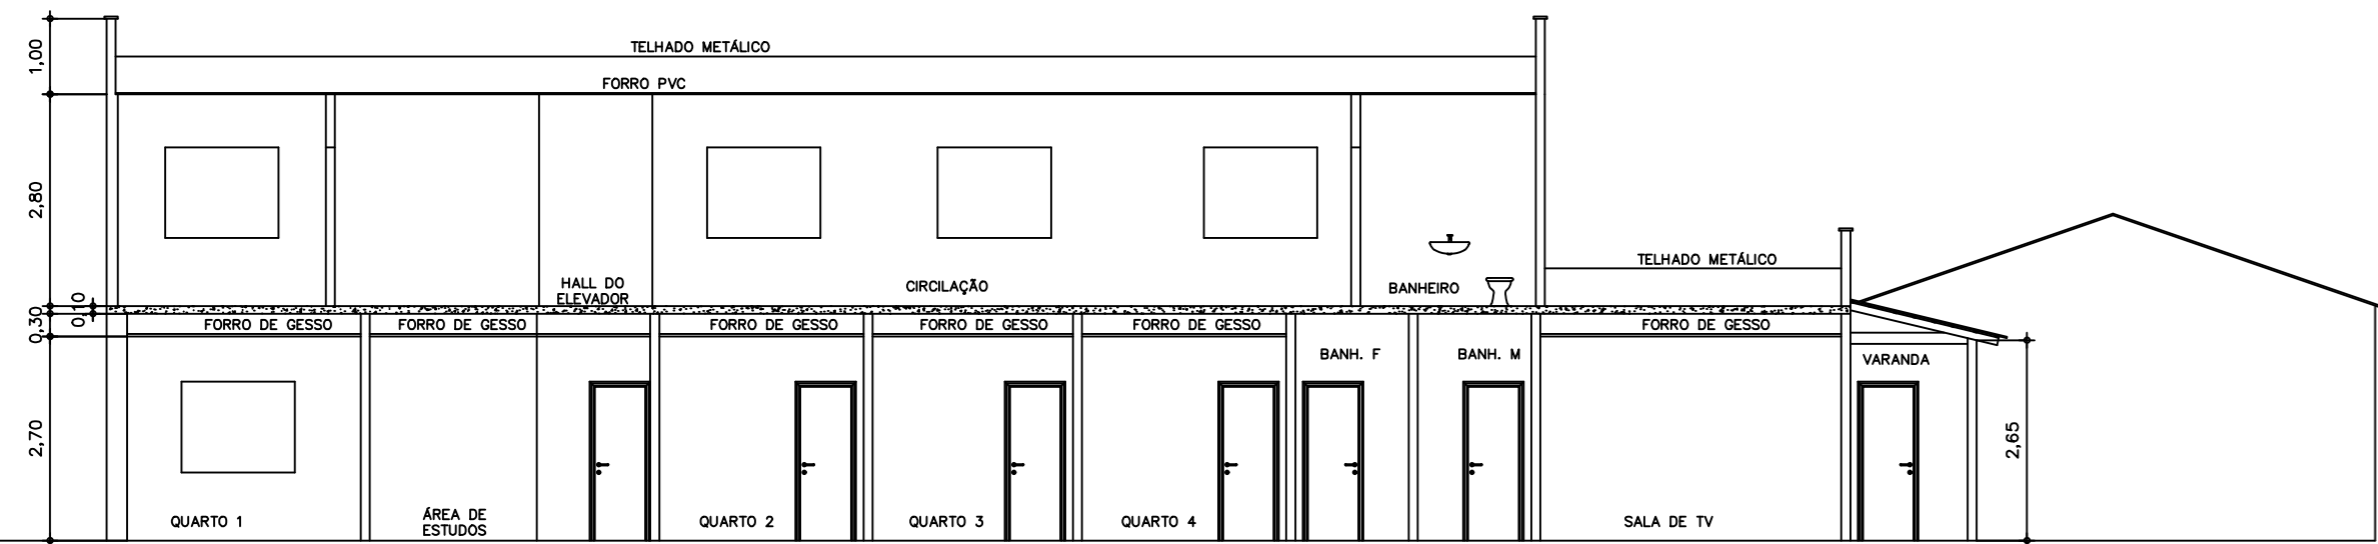 TELHADO METÁLICO
1,00
FORRO PVC
2,80
TELHADO METÁLICO
HALL DO
ELEVADOR
CIRCILAÇÃO
BANHEIRO
0,10
0,30
FORRO DE GESSO
FORRO DE GESSO
FORRO DE GESSO
FORRO DE GESSO
FORRO DE GESSO
FORRO DE GESSO
BANH. F
BANH. M
VARANDA
2,70
2,65
QUARTO 1
ÁREA DE
ESTUDOS
QUARTO 2
QUARTO 3
QUARTO 4
SALA DE TV